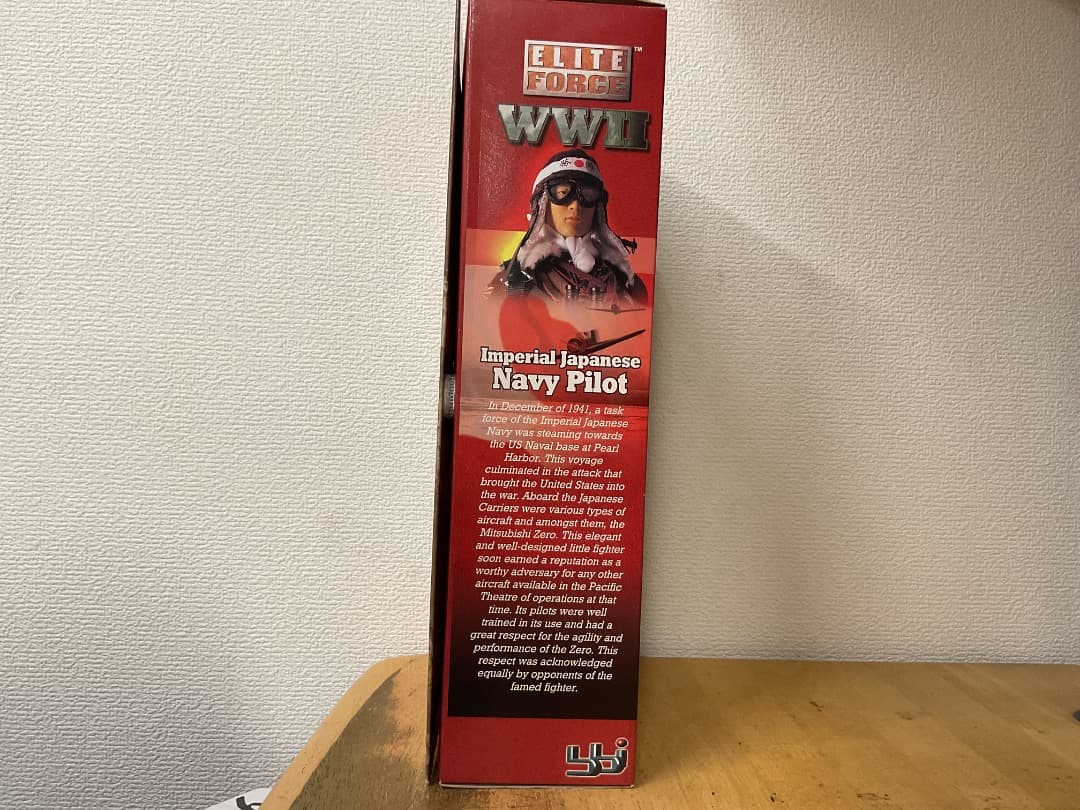 ELITE
FORCE™
WWII
Imperial Japanese
Navy Pilot
In December of 1941, a task
force of the Imperial Japanese
Navy was steaming towards
the US Naval base at Pearl
Harbor. This voyage
culminated in the attack that
brought the United States into
the war. Aboard the Japanese
Carriers were various types of
aircraft and amongst them, the
Mitsubishi Zero. This elegant
and well-designed little fighter
soon earned a reputation as a
worthy adversary for any other
aircraft available in the Pacific
Theatre of operations at that
time. Its pilots were well
trained in its use and had a
great respect for the agility and
performance of the Zero. This
respect was acknowledged
equally by opponents of the
famed fighter.
bbi